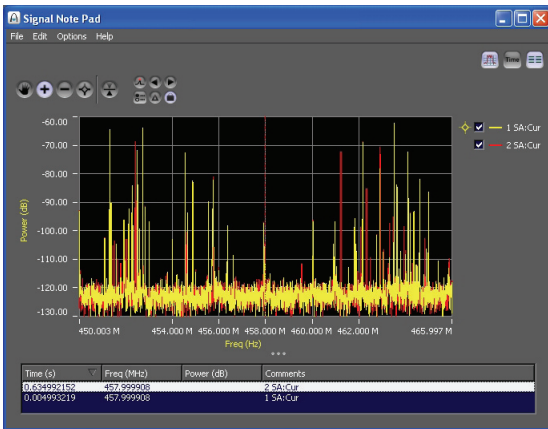 Signal Note Pad
File Edit Options Help
Time
-60.00
-70.00
-80.00
-90.00
-100.00
-110.00
-120.00
-130.00
Power (dB)
450.003 M 454.000 M 456.000 M 458.000 M 460.000 M 462.000 M 465.997 M
Freq (Hz)
1 SA:Cur
2 SA:Cur
Time (s) Freq (MHz) Power (dB) Comments
0.634992152 457.999908 2 SA:Cur
0.004993219 457.999908 1 SA:Cur